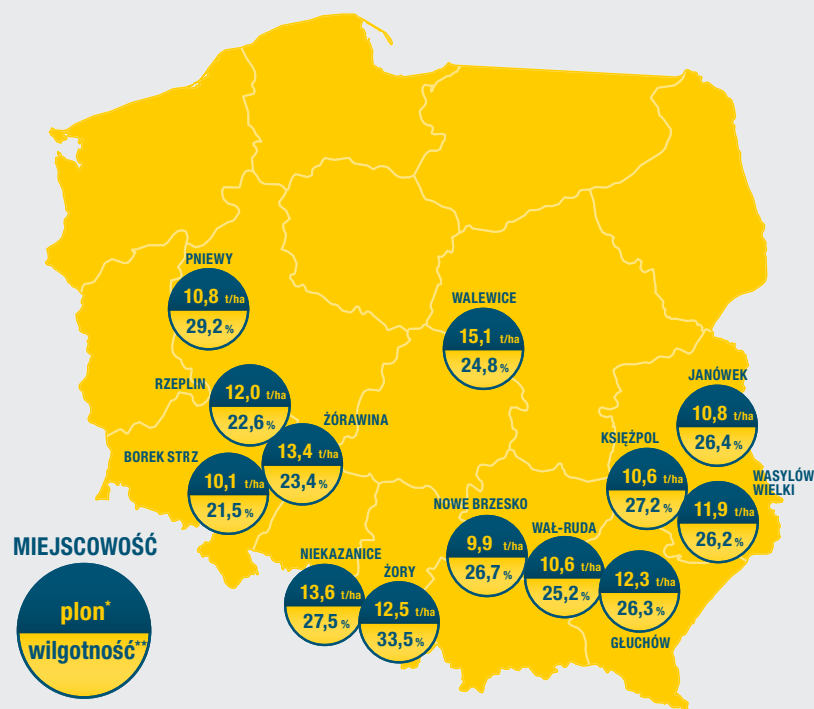 PNIEWY
10,8 t/ha
29,2 %
WALEWICE
15,1 t/ha
24,8 %
RZEPLIN
12,0 t/ha
22,6 %
ŻÓRAWINA
13,4 t/ha
23,4 %
BOREK STRZ
10,1 t/ha
21,5 %
JANÓWEK
10,8 t/ha
26,4 %
KSIĘŻPOL
10,6 t/ha
27,2 %
WASYLÓW
WIELKI
11,9 t/ha
26,2 %
NOWE BRZESKO
9,9 t/ha
26,7 %
WAŁ-RUDA
10,6 t/ha
25,2 %
12,3 t/ha
26,3 %
GŁUCHÓW
NIEKAZANICE
13,6 t/ha
27,5 %
ŻORY
12,5 t/ha
33,5 %
MIEJSCOWOŚĆ
plon*
wilgotność**